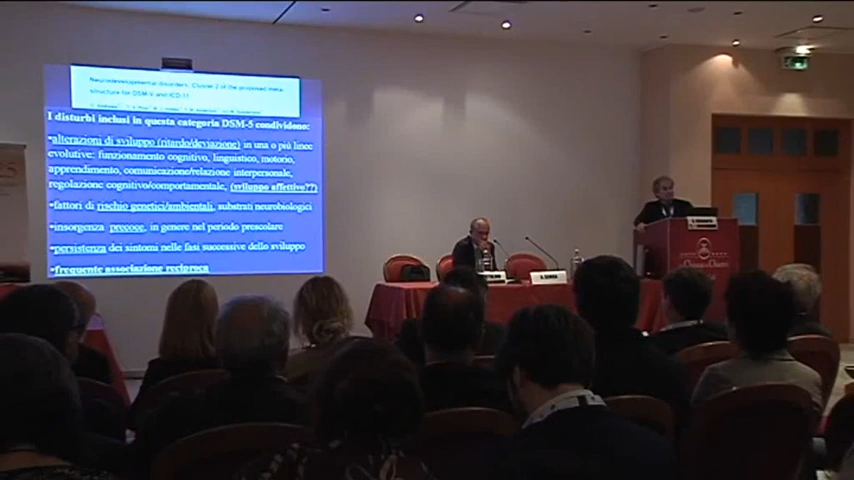 Neurodevelopmental disorders: Cluster 2 of the proposed meta-
structure for DSM-V and ICD-11
I disturbi inclusi in questa categoria DSM-5 condividono:
•alterazioni di sviluppo (ritardo/deviazione) in una o più linee
evolutive: funzionamento cognitivo, linguistico, motorio,
apprendimento, comunicazione/relazione interpersonale,
regolazione cognitivo/comportamentale, (sviluppo affettivo??)
•fattori di rischio genetici/ambientali, substrati neurobiologici
•insorgenza precoce, in genere nel periodo prescolare
•persistenza dei sintomi nelle fasi successive dello sviluppo
•frequente associazione reciproca